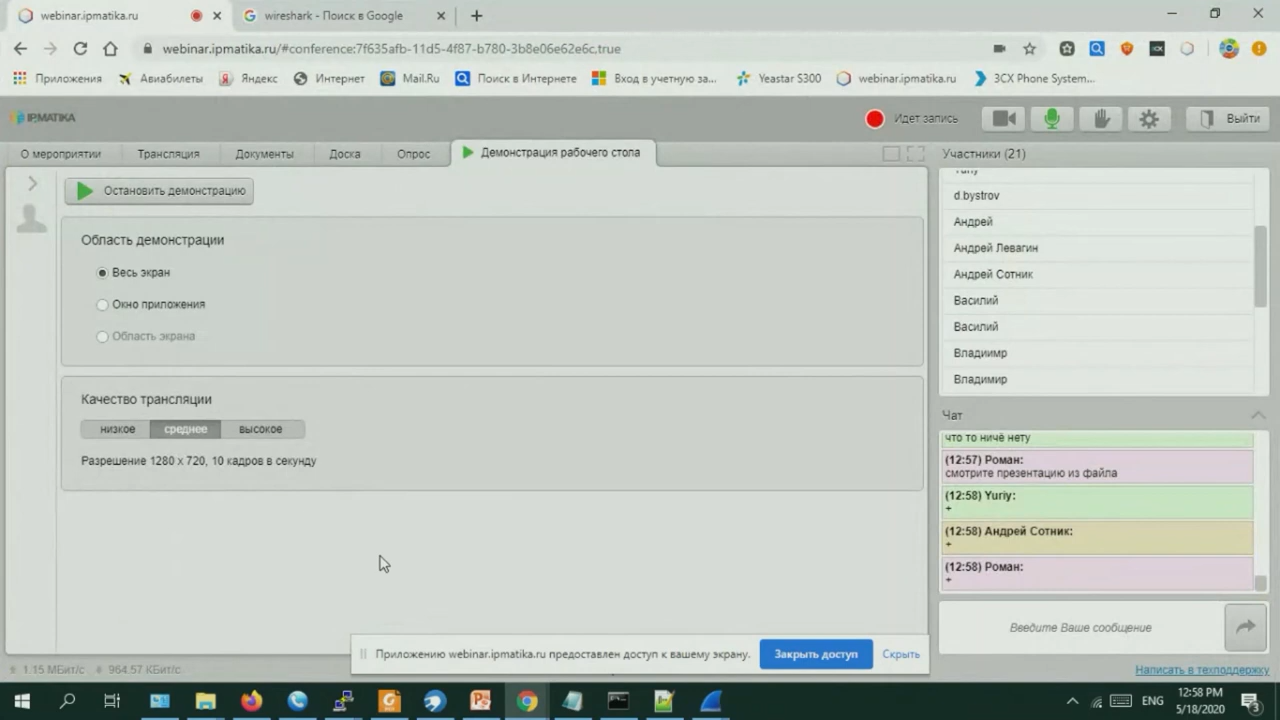 webinar.ipmatika.ru
wireshark - Поиск в Google
webinar.ipmatika.ru/#conference:7f635afb-11d5-4f87-b780-3b8e06e62e6c,true
Приложения
Авиабилеты
Яндекс
Интернет
Mail.Ru
Поиск в Интернете
Вход в учетную за...
Yeastar S300
webinar.ipmatika.ru
3CX Phone System...
IPMATIKA
Идет запись
Выйти
О мероприятии
Трансляция
Документы
Доска
Опрос
Демонстрация рабочего стола
Участники (21)
Остановить демонстрацию
Область демонстрации
Весь экран
Окно приложения
Область экрана
Качество трансляции
низкое
среднее
высокое
Разрешение 1280 x 720, 10 кадров в секунду
Yuriy
d.bystrov
Андрей
Андрей Левагин
Андрей Сотник
Василий
Василий
Владиимр
Владимир
Чат
что то ничё нету
(12:57) Роман:
смотрите презентацию из файла
(12:58) Yuriy:
+
(12:58) Андрей Сотник:
+
(12:58) Роман:
+
Введите Ваше сообщение
Приложению webinar.ipmatika.ru предоставлен доступ к вашему экрану.
Закрыть доступ
Скрыть
1.15 МБит/с
964.57 КБит/с
Написать в техподдержку
ENG
12:58 PM
5/18/2020
3